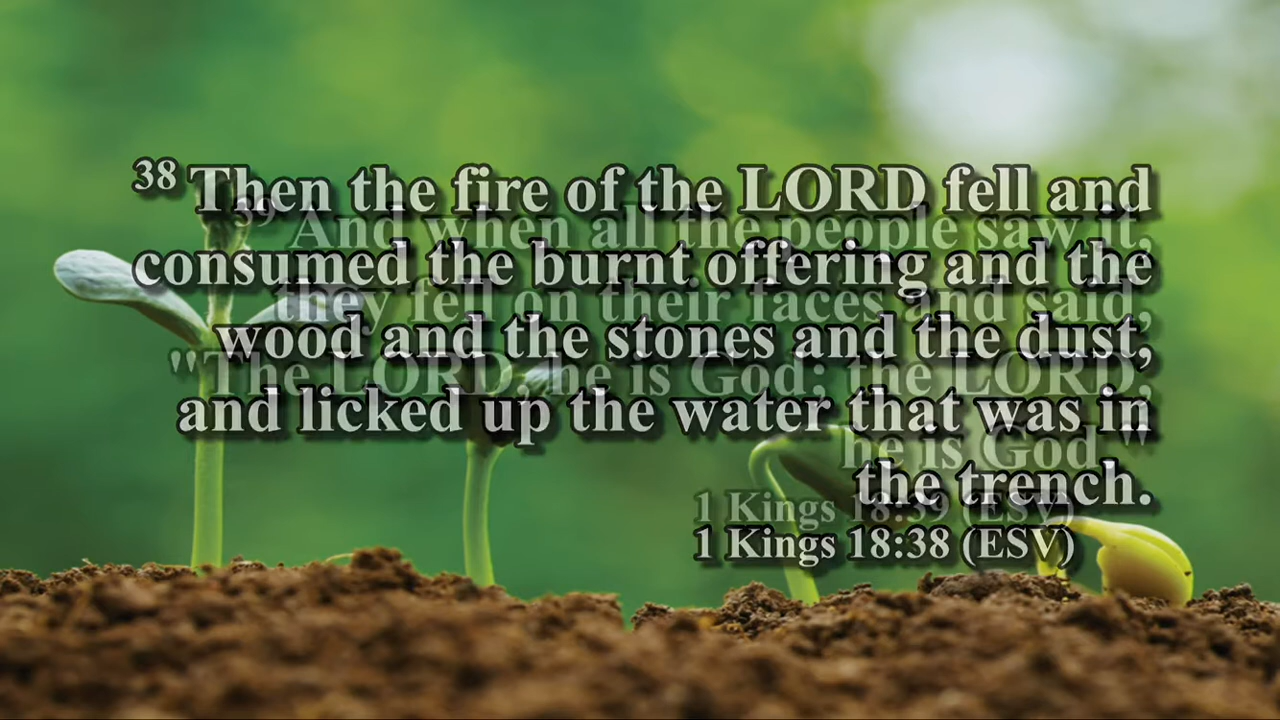 38 Then the fire of the LORD fell and
consumed the burnt offering and the
wood and the stones and the dust,
and licked up the water that was in
the trench.
1 Kings 18:38 (ESV)
39 And when all the people saw it,
they fell on their faces and said,
"The LORD, he is God; the LORD,
he is God."
1 Kings 18:39 (ESV)